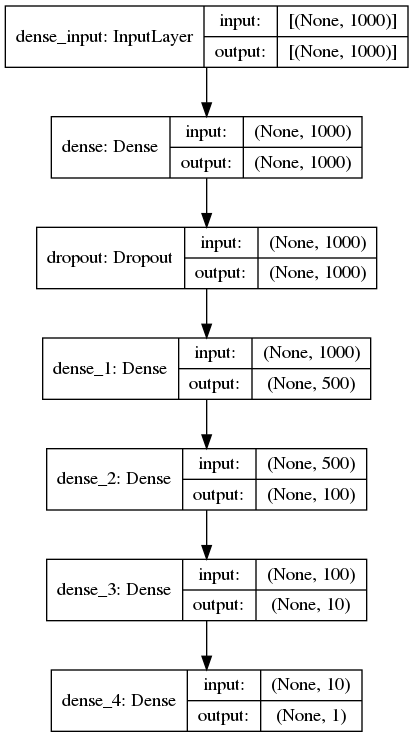 dense_input: InputLayer
input: [(None, 1000)]
output: [(None, 1000)]
dense: Dense
input: (None, 1000)
output: (None, 1000)
dropout: Dropout
input: (None, 1000)
output: (None, 1000)
dense_1: Dense
input: (None, 1000)
output: (None, 500)
dense_2: Dense
input: (None, 500)
output: (None, 100)
dense_3: Dense
input: (None, 100)
output: (None, 10)
dense_4: Dense
input: (None, 10)
output: (None, 1)